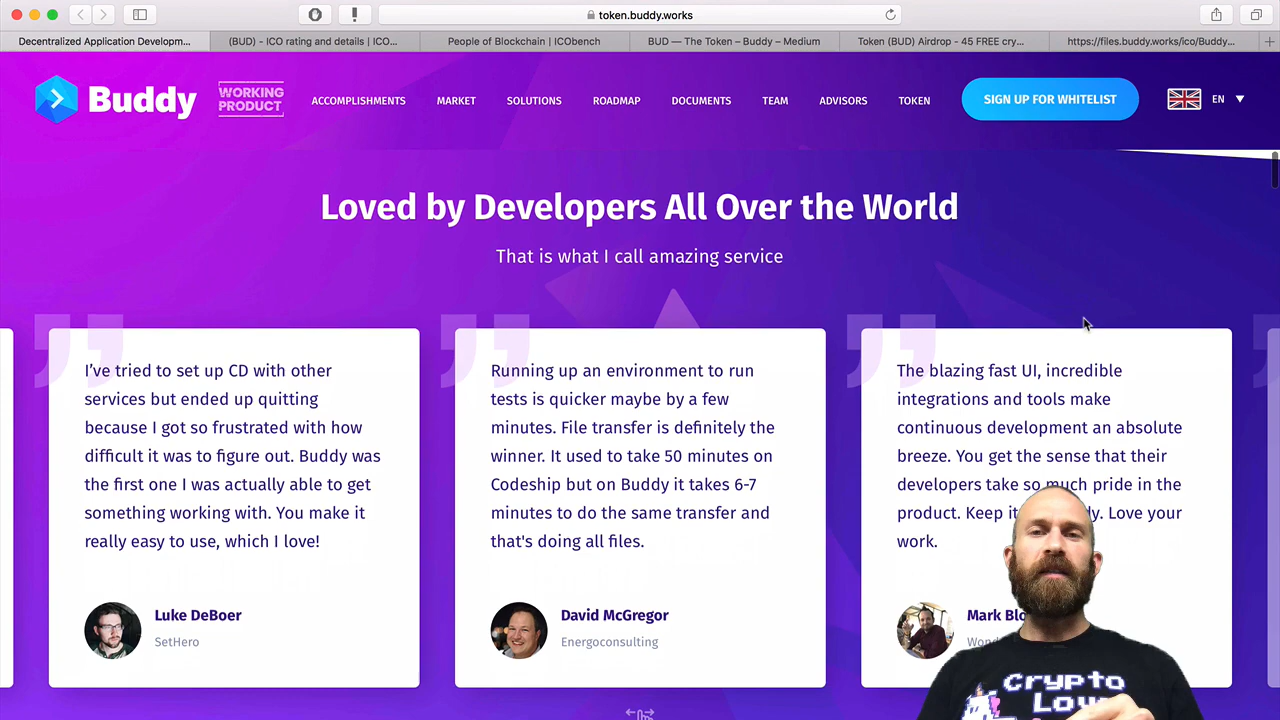 token.buddy.works
Decentralized Application Developm...
(BUD) - ICO rating and details | ICO...
People of Blockchain | ICObench
BUD — The Token – Buddy – Medium
Token (BUD) Airdrop - 45 FREE cry...
https://files.buddy.works/ico/Buddy...
Buddy
WORKING
PRODUCT
ACCOMPLISHMENTS
MARKET
SOLUTIONS
ROADMAP
DOCUMENTS
TEAM
ADVISORS
TOKEN
SIGN UP FOR WHITELIST
EN
Loved by Developers All Over the World
That is what I call amazing service
I’ve tried to set up CD with other
services but ended up quitting
because I got so frustrated with how
difficult it was to figure out. Buddy was
the first one I was actually able to get
something working with. You make it
really easy to use, which I love!
Luke DeBoer
SetHero
Running up an environment to run
tests is quicker maybe by a few
minutes. File transfer is definitely the
winner. It used to take 50 minutes on
Codeship but on Buddy it takes 6-7
minutes to do the same transfer and
that's doing all files.
David McGregor
Energoconsulting
The blazing fast UI, incredible
integrations and tools make
continuous development an absolute
breeze. You get the sense that their
developers take so much pride in the
product. Keep Love your
work.
Mark
Crypto